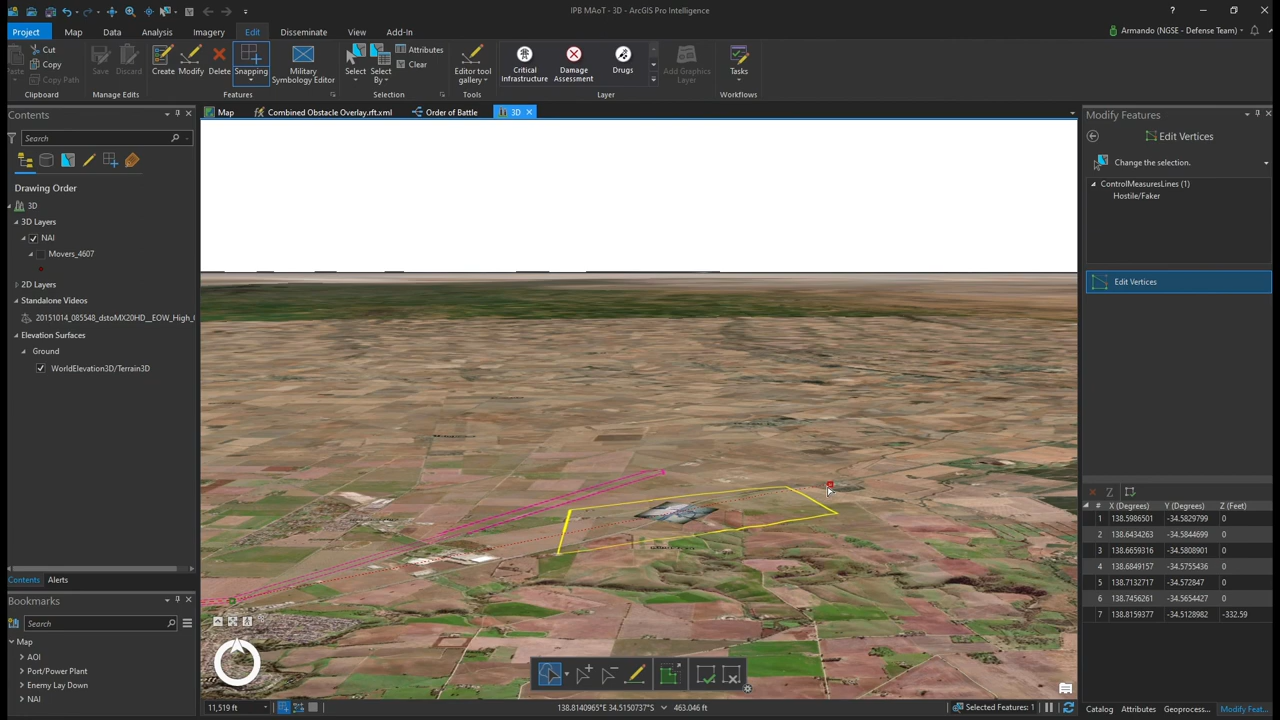 IPB MAoT - 3D - ArcGIS Pro Intelligence
Project Map Data Analysis Imagery Edit Disseminate View Add-In
Armando (NGSE - Defense Team)
Paste
Cut
Copy
Copy Path
Clipboard
Save Discard
Manage Edits
Create Modify Delete Snapping
Military Symbology Editor
Features
Select
Select By
Attributes
Clear
Selection
Editor tool gallery
Tools
Critical Infrastructure
Damage Assessment
Drugs
Add Graphics Layer
Layer
Tasks
Workflows
Contents
Search
Drawing Order
3D
3D Layers
NAI
Movers_4607
2D Layers
Standalone Videos
20151014_085548_dstoMX20HD__EOW_High_
Elevation Surfaces
Ground
WorldElevation3D/Terrain3D
Contents Alerts
Bookmarks
Search
Map
AOI
Port/Power Plant
Enemy Lay Down
NAI
Map Combined Obstacle Overlay.rft.xml Order of Battle 3D
11,519 ft
138.8140965°E 34.5150737°S
463.046 ft
Selected Features: 1
Modify Features
Edit Vertices
Change the selection.
ControlMeasuresLines (1)
Hostile/Faker
Edit Vertices
# X (Degrees) Y (Degrees) Z (Feet)
1 138.5986501 -34.5829799 0
2 138.6434263 -34.5844699 0
3 138.6659316 -34.5808901 0
4 138.6849157 -34.5755436 0
5 138.7132717 -34.572847 0
6 138.7456261 -34.5654427 0
7 138.8159377 -34.5128982 -332.59
Catalog Attributes Geoprocess... Modify Feat...